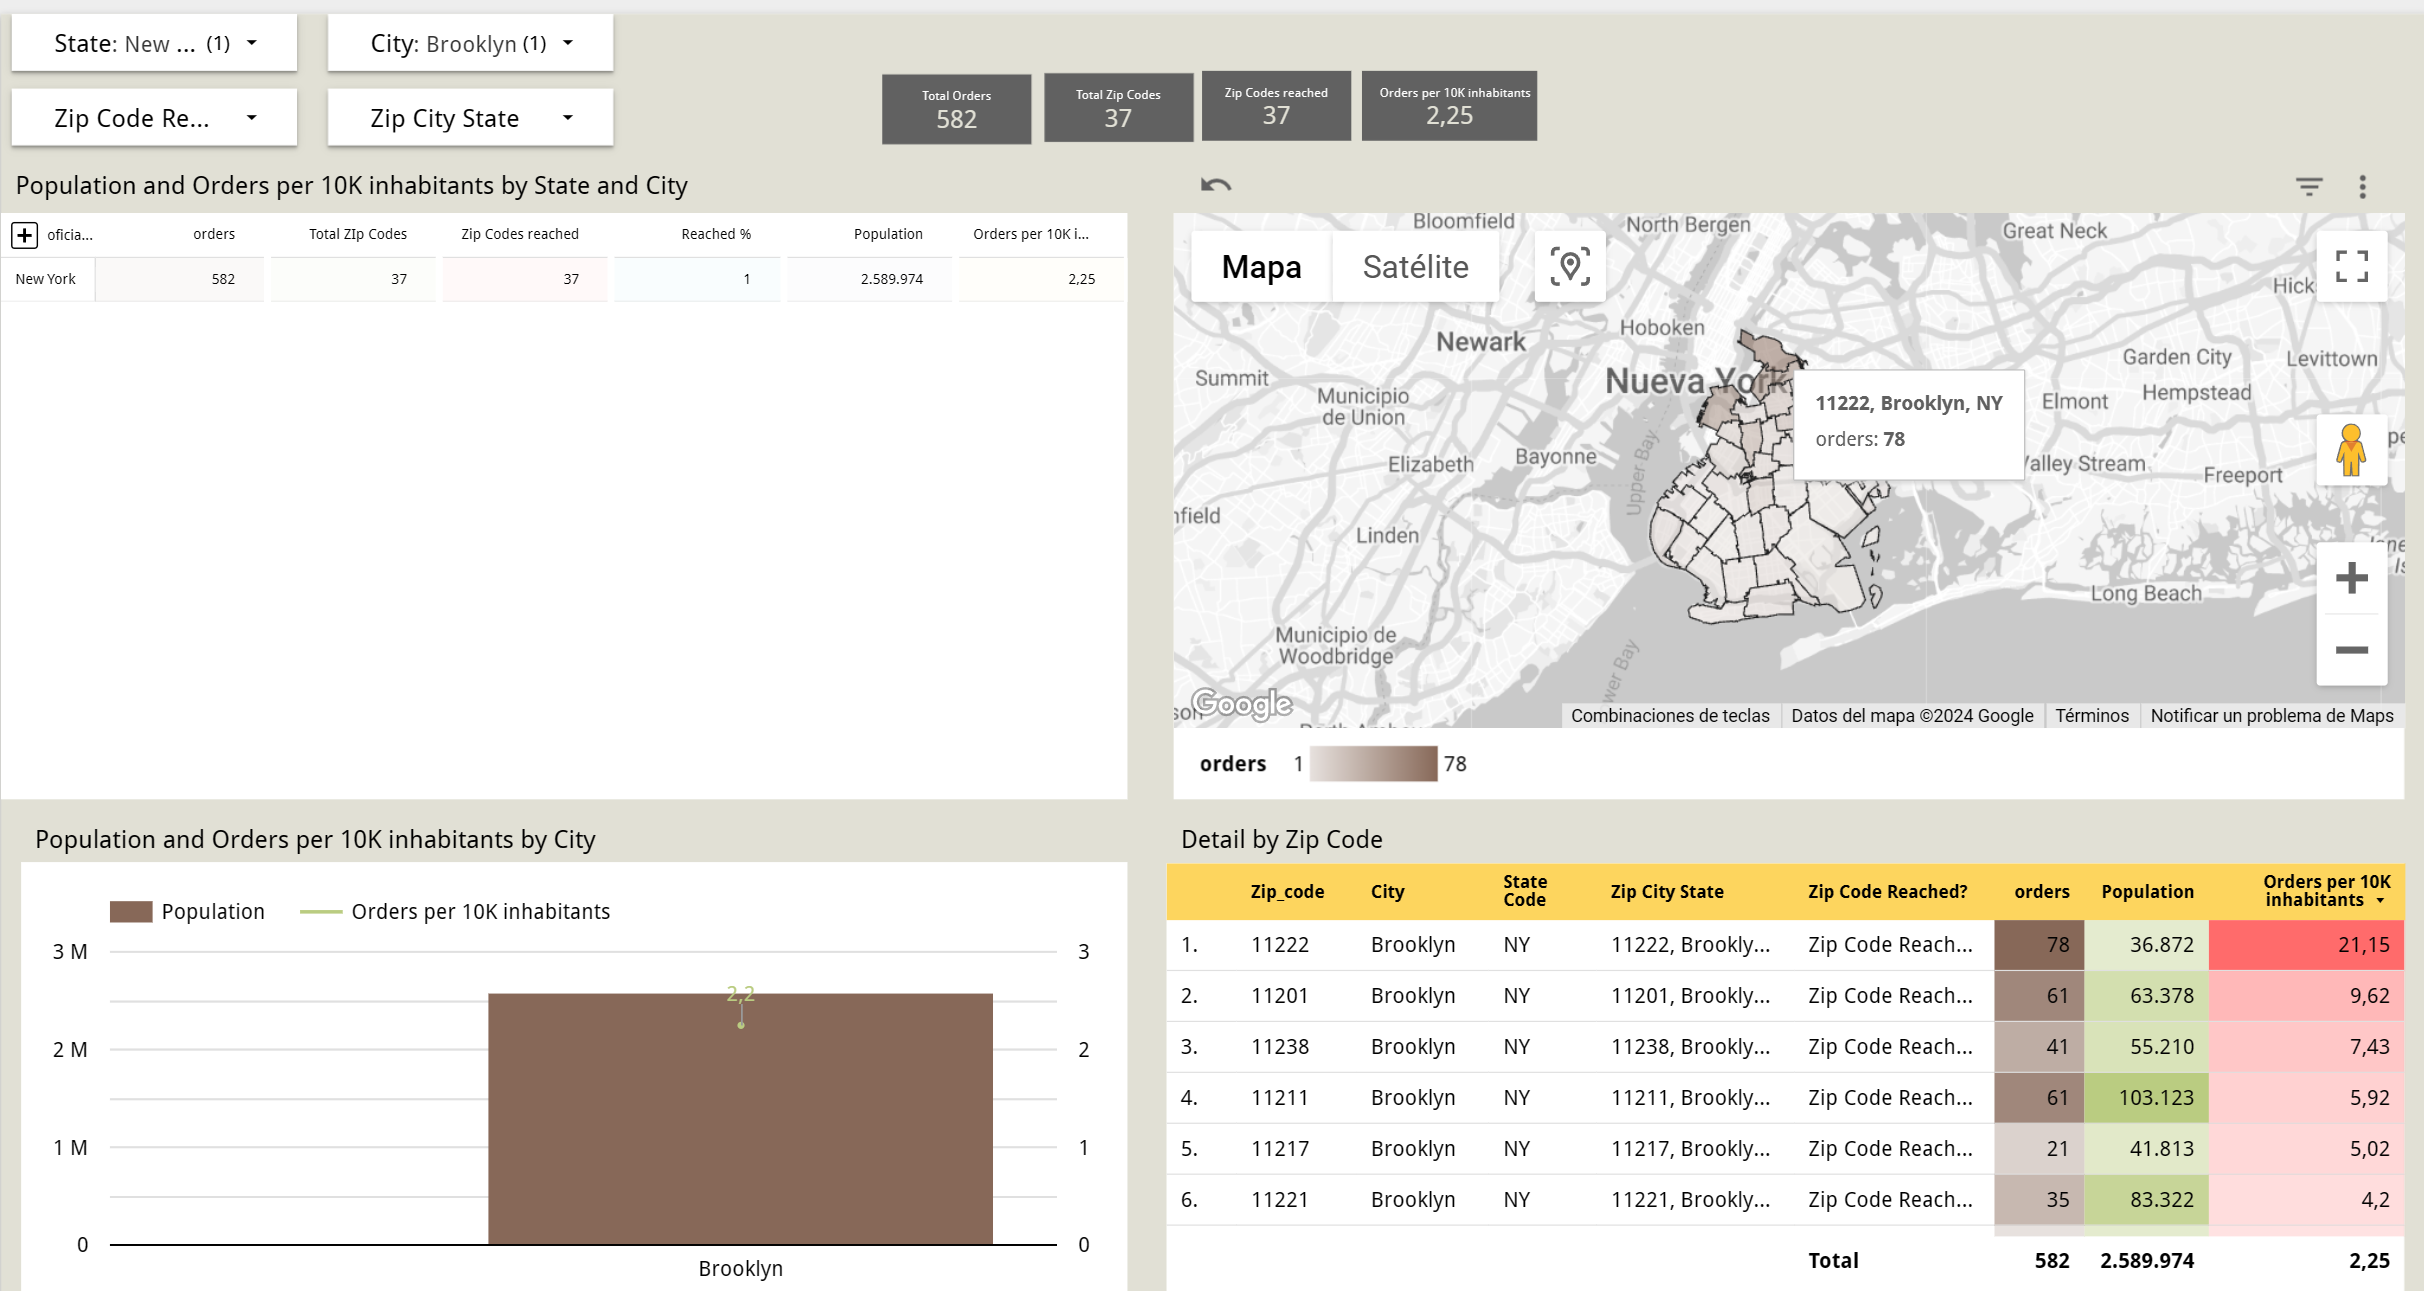 State: New ... (1)
City: Brooklyn (1)
Zip Code Re...
Zip City State
Total Orders
582
Total Zip Codes
37
Zip Codes reached
37
Orders per 10K inhabitants
2,25
Population and Orders per 10K inhabitants by State and City
oficia... orders Total ZIp Codes Zip Codes reached Reached % Population Orders per 10K i...
New York 582 37 37 1 2.589.974 2,25
Mapa
Satélite
Bloomfield
North Bergen
Great Neck
Hick
Hoboken
Newark
Nueva York
Summit
Municipio
de Union
Garden City
Levittown
Hempstead
Elmont
11222, Brooklyn, NY
orders: 78
Elizabeth
Bayonne
Upper Bay
Valley Stream
Freeport
nfield
Linden
Long Beach
Municipio de
Woodbridge
wer Bay
Google
Perth Amboy
Combinaciones de teclas
Datos del mapa ©2024 Google
Términos
Notificar un problema de Maps
orders 1 78
Population and Orders per 10K inhabitants by City
Population
Orders per 10K inhabitants
3 M
2 M
1 M
0
2,2
3
2
1
0
Brooklyn
Detail by Zip Code
Zip_code City State Code Zip City State Zip Code Reached? orders Population Orders per 10K inhabitants
1. 11222 Brooklyn NY 11222, Brookly... Zip Code Reach... 78 36.872 21,15
2. 11201 Brooklyn NY 11201, Brookly... Zip Code Reach... 61 63.378 9,62
3. 11238 Brooklyn NY 11238, Brookly... Zip Code Reach... 41 55.210 7,43
4. 11211 Brooklyn NY 11211, Brookly... Zip Code Reach... 61 103.123 5,92
5. 11217 Brooklyn NY 11217, Brookly... Zip Code Reach... 21 41.813 5,02
6. 11221 Brooklyn NY 11221, Brookly... Zip Code Reach... 35 83.322 4,2
Total 582 2.589.974 2,25